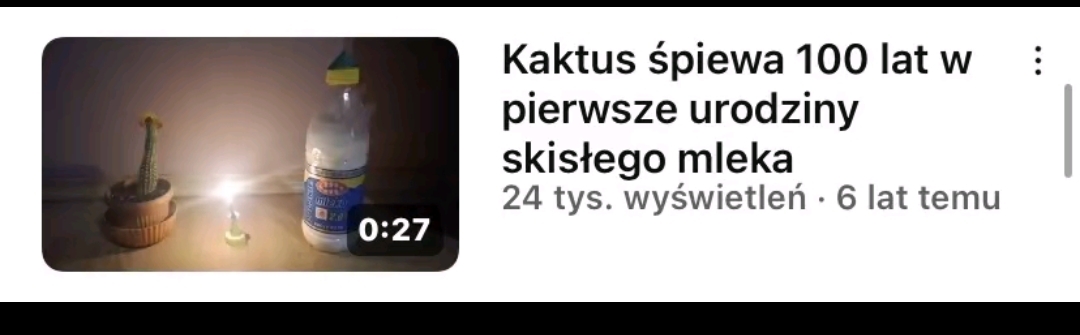 Kaktus śpiewa 100 lat w
pierwsze urodziny
skisłego mleka
24 tys. wyświetleń · 6 lat temu
0:27